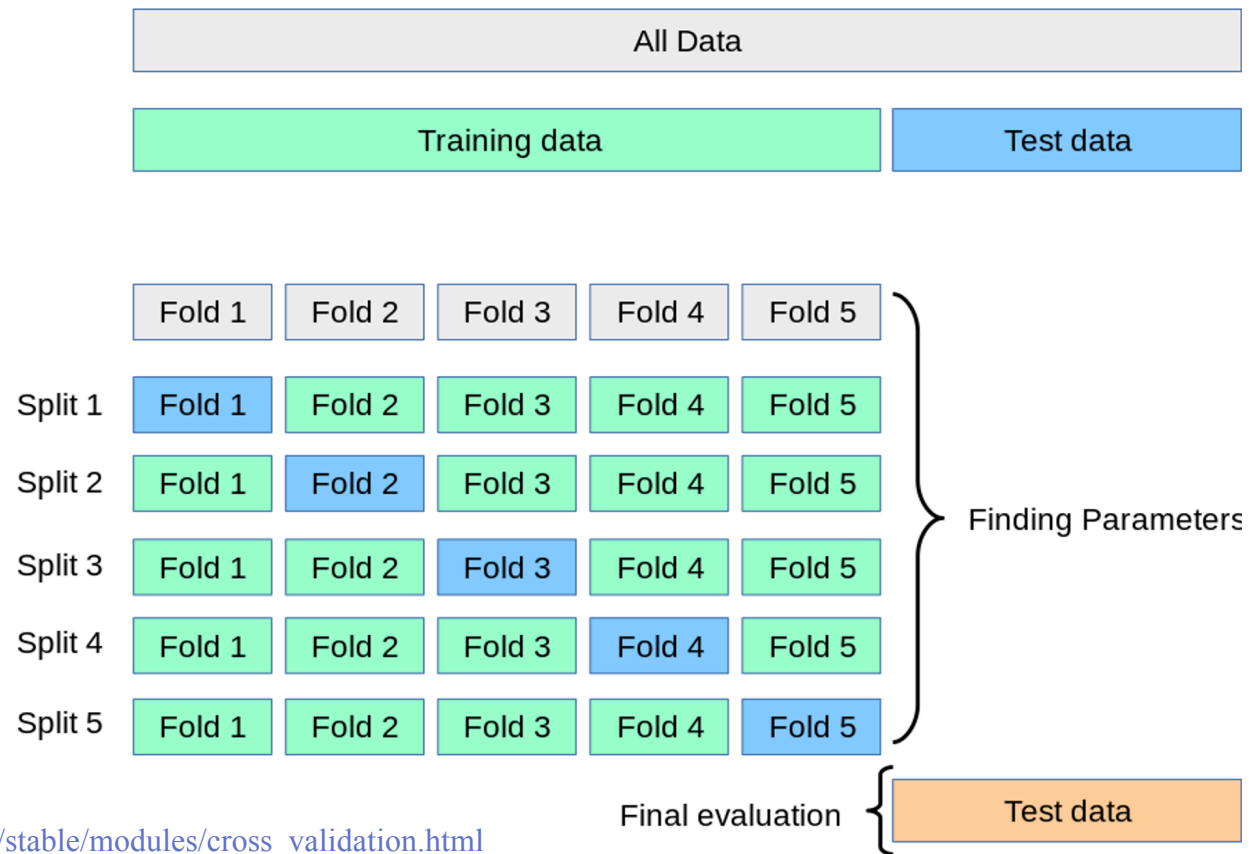 All Data
Training data Test data
Fold 1 Fold 2 Fold 3 Fold 4 Fold 5
Split 1 Fold 1 Fold 2 Fold 3 Fold 4 Fold 5
Split 2 Fold 1 Fold 2 Fold 3 Fold 4 Fold 5
Finding Parameters
Split 3 Fold 1 Fold 2 Fold 3 Fold 4 Fold 5
Split 4 Fold 1 Fold 2 Fold 3 Fold 4 Fold 5
Split 5 Fold 1 Fold 2 Fold 3 Fold 4 Fold 5
Final evaluation Test data
/stable/modules/cross_validation.html